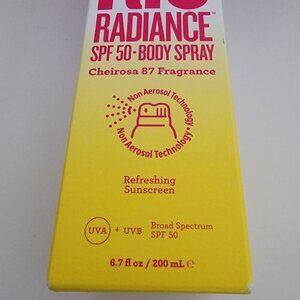 RIO
RADIANCE™
SPF 50·BODY SPRAY
Cheirosa 87 Fragrance
Non Aerosol Technology
Non Aerosol Technology
Refreshing
Sunscreen
UVA + UVB Broad Spectrum
SPF 50
6.7 fl oz / 200 mL ℮